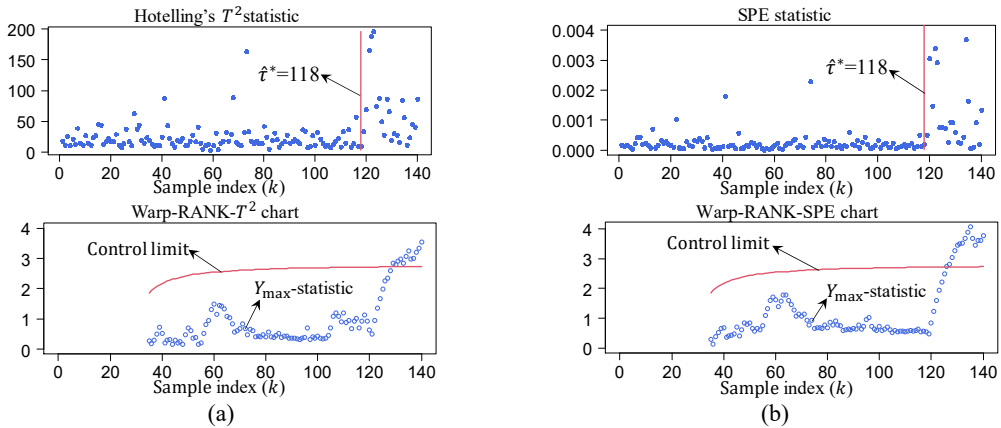 Hotelling's T² statistic
200
150
100
50
0
τ̂*=118
0 20 40 60 80 100 120 140
Sample index (k)
Warp-RANK-T² chart
4
3
2
1
0
Control limit
Yₘₐₓ-statistic
0 20 40 60 80 100 120 140
Sample index (k)
(a)
SPE statistic
0.004
0.003
0.002
0.001
0.000
τ̂*=118
0 20 40 60 80 100 120 140
Sample index (k)
Warp-RANK-SPE chart
4
3
2
1
0
Control limit
Yₘₐₓ-statistic
0 20 40 60 80 100 120 140
Sample index (k)
(b)